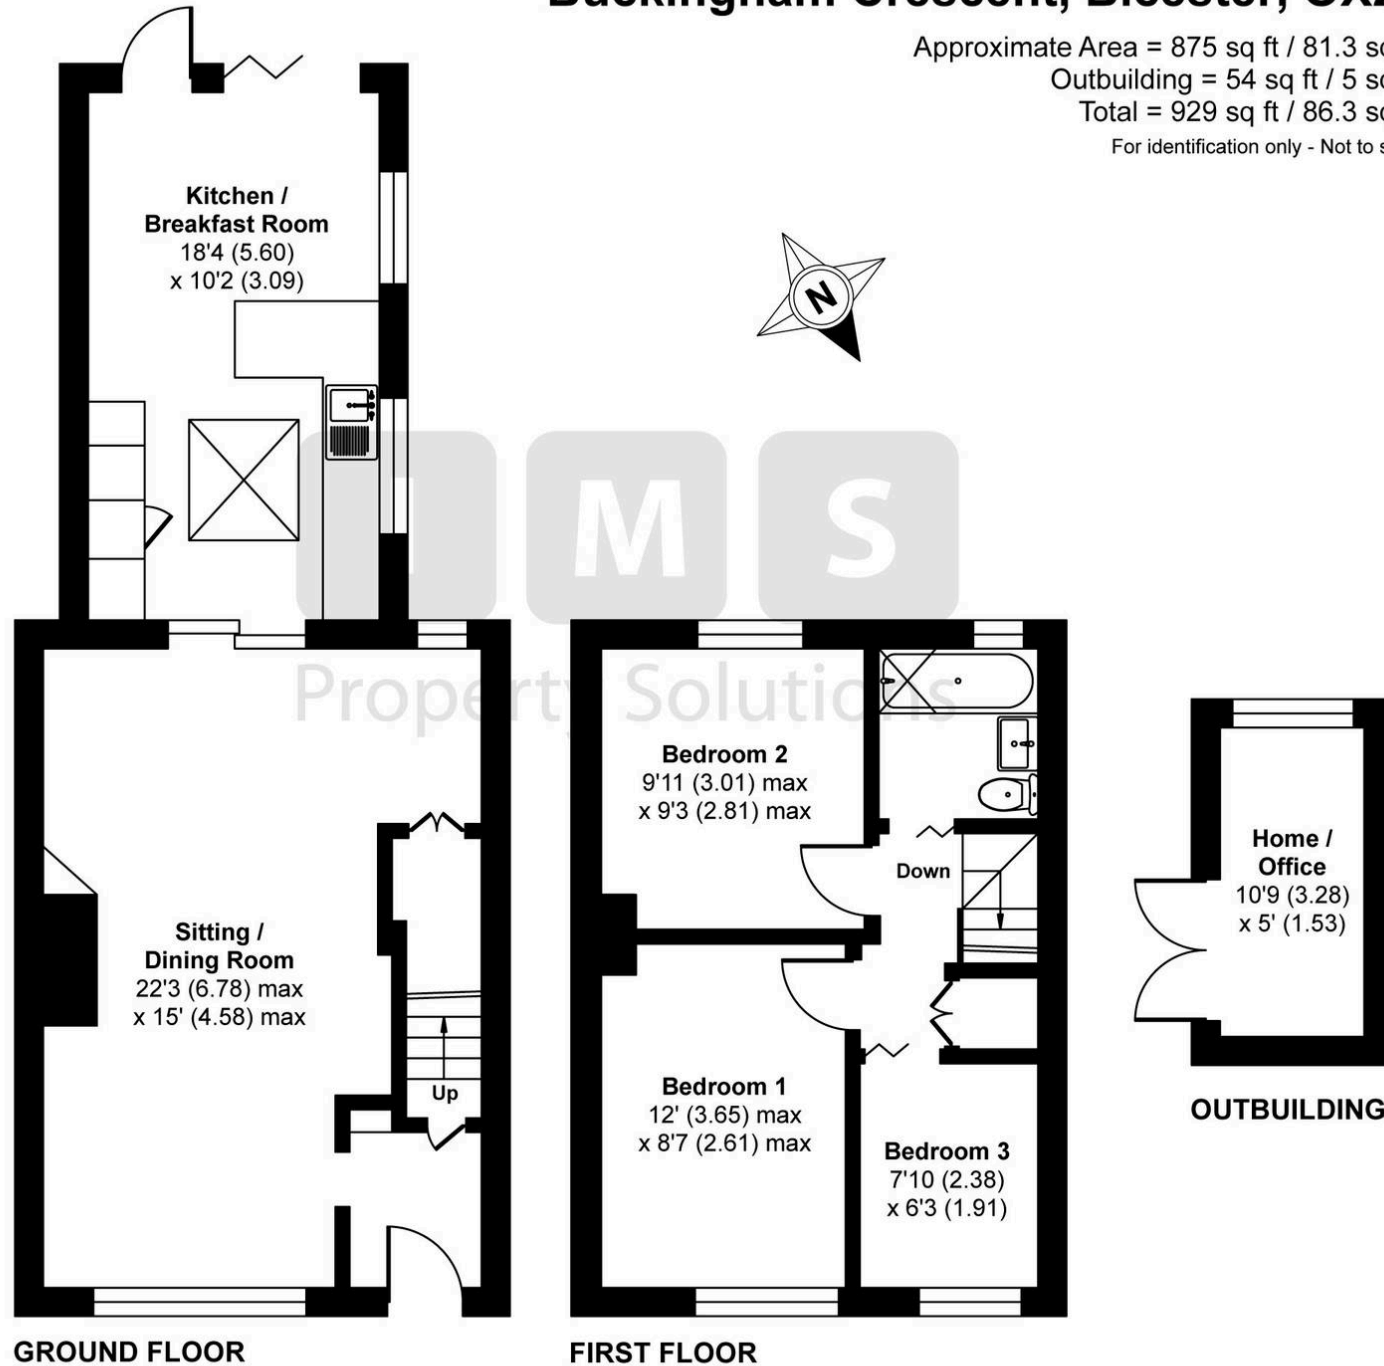 Approximate Area = 875 sq ft / 81.3
Outbuilding = 54 sq ft / 5
Total = 929 sq ft / 86.3
For identification only - Not to
Kitchen /
Breakfast Room
18'4 (5.60)
x 10'2 (3.09)
N
M S
Property Solutions
Sitting /
Dining Room
22'3 (6.78) max
x 15' (4.58) max
Up
GROUND FLOOR
Bedroom 2
9'11 (3.01) max
x 9'3 (2.81) max
Down
Bedroom 1
12' (3.65) max
x 8'7 (2.61) max
Bedroom 3
7'10 (2.38)
x 6'3 (1.91)
FIRST FLOOR
Home /
Office
10'9 (3.28)
x 5' (1.53)
OUTBUILDING